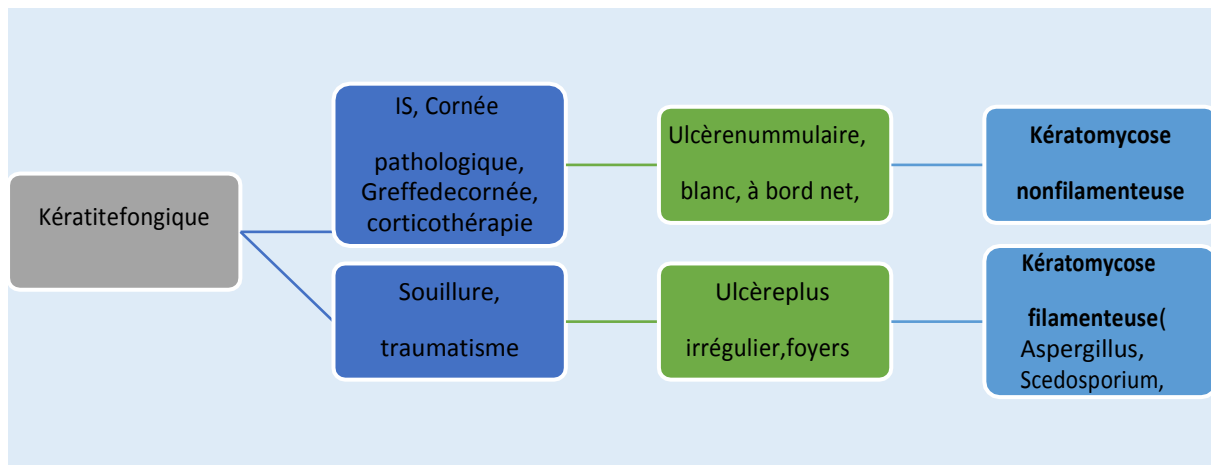 Kératitefongique
IS, Cornée
pathologique,
Greffedecornée,
corticothérapie
Ulcèrenummulaire,
blanc, à bord net,
Kératomycose
nonfilamenteuse
Souillure,
traumatisme
Ulcèreplus
irrégulier,foyers
Kératomycose
filamenteuse(
Aspergillus,
Scedosporium,